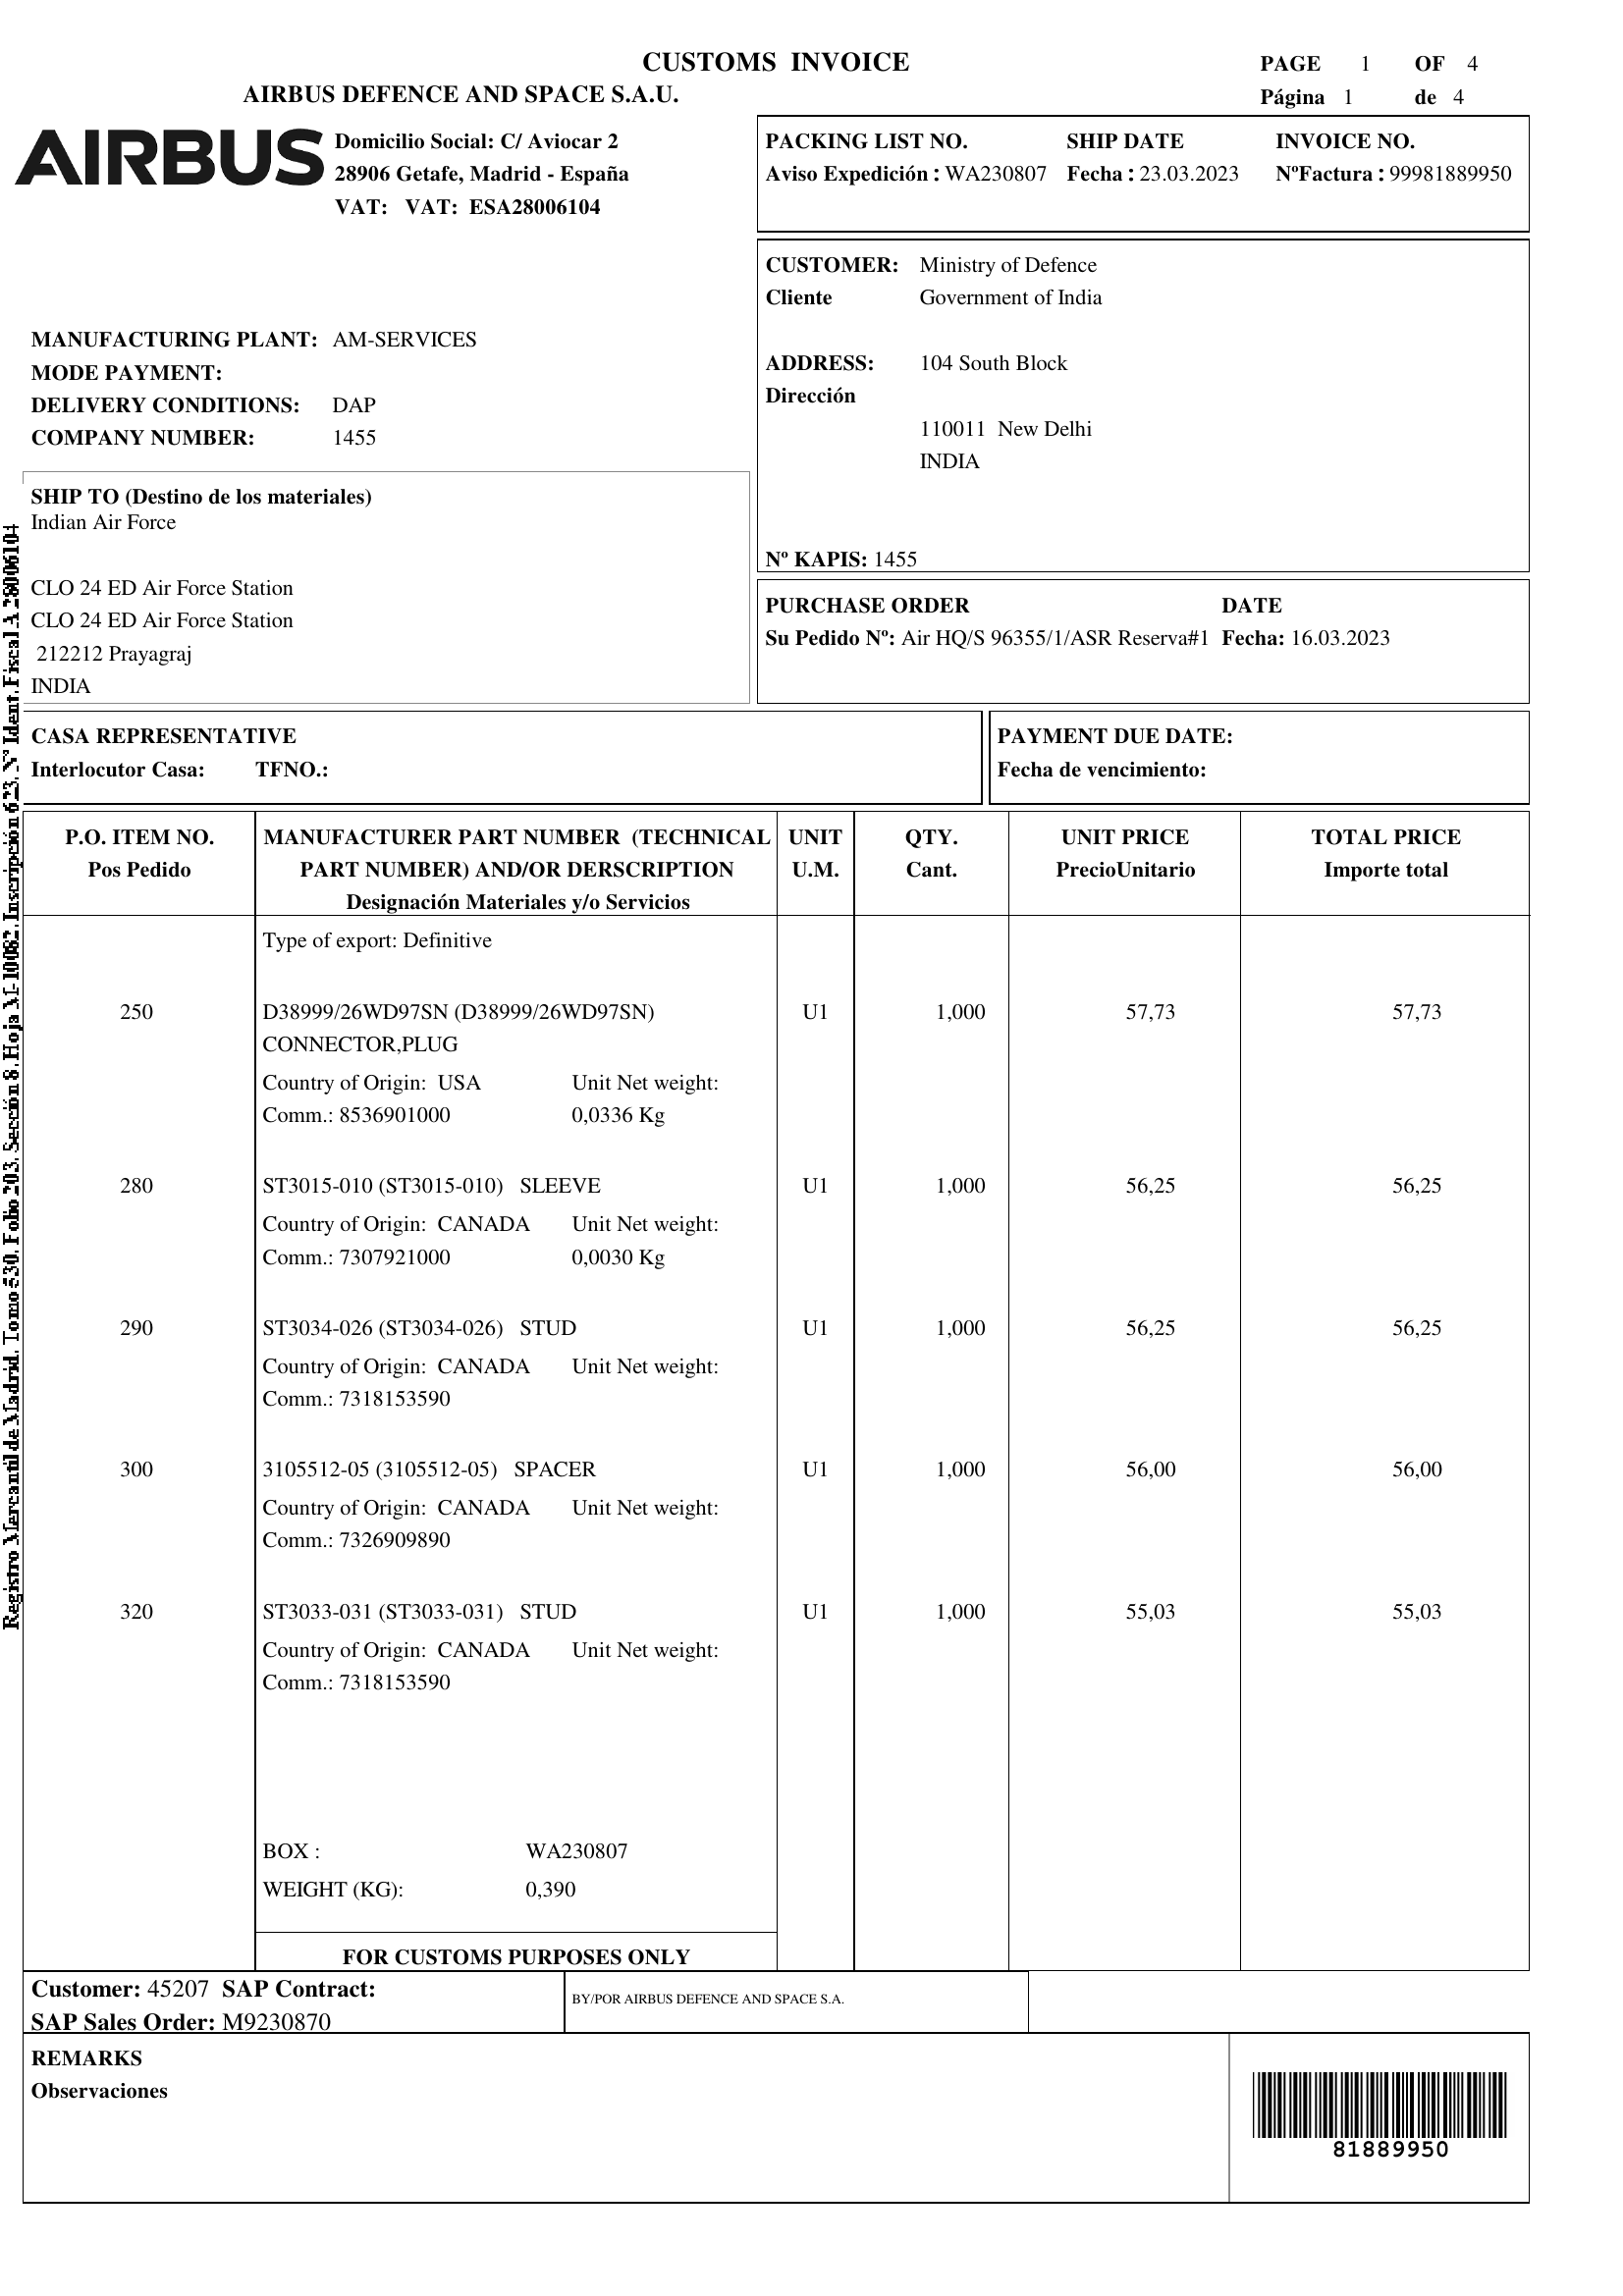 CUSTOMS INVOICE
PAGE 1 OF 4
AIRBUS DEFENCE AND SPACE S.A.U.
Página 1 de 4
AIRBUS
Domicilio Social: C/ Aviocar 2
28906 Getafe, Madrid - España
VAT: VAT: ESA28006104
PACKING LIST NO. SHIP DATE INVOICE NO.
Aviso Expedición : WA230807 Fecha : 23.03.2023 NºFactura : 99981889950
CUSTOMER: Ministry of Defence
Cliente Government of India
ADDRESS: 104 South Block
Dirección
110011 New Delhi
INDIA
Nº KAPIS: 1455
MANUFACTURING PLANT: AM-SERVICES
MODE PAYMENT:
DELIVERY CONDITIONS: DAP
COMPANY NUMBER: 1455
SHIP TO (Destino de los materiales)
Indian Air Force
CLO 24 ED Air Force Station
CLO 24 ED Air Force Station
212212 Prayagraj
INDIA
PURCHASE ORDER DATE
Su Pedido Nº: Air HQ/S 96355/1/ASR Reserva#1 Fecha: 16.03.2023
CASA REPRESENTATIVE
Interlocutor Casa: TFNO.:
PAYMENT DUE DATE:
Fecha de vencimiento:
P.O. ITEM NO. MANUFACTURER PART NUMBER (TECHNICAL UNIT QTY. UNIT PRICE TOTAL PRICE
Pos Pedido PART NUMBER) AND/OR DERSCRIPTION U.M. Cant. PrecioUnitario Importe total
Designación Materiales y/o Servicios
Type of export: Definitive
250 D38999/26WD97SN (D38999/26WD97SN) U1 1,000 57,73 57,73
CONNECTOR,PLUG
Country of Origin: USA Unit Net weight:
Comm.: 8536901000 0,0336 Kg
280 ST3015-010 (ST3015-010) SLEEVE U1 1,000 56,25 56,25
Country of Origin: CANADA Unit Net weight:
Comm.: 7307921000 0,0030 Kg
290 ST3034-026 (ST3034-026) STUD U1 1,000 56,25 56,25
Country of Origin: CANADA Unit Net weight:
Comm.: 7318153590
300 3105512-05 (3105512-05) SPACER U1 1,000 56,00 56,00
Country of Origin: CANADA Unit Net weight:
Comm.: 7326909890
320 ST3033-031 (ST3033-031) STUD U1 1,000 55,03 55,03
Country of Origin: CANADA Unit Net weight:
Comm.: 7318153590
BOX : WA230807
WEIGHT (KG): 0,390
FOR CUSTOMS PURPOSES ONLY
Customer: 45207 SAP Contract:
SAP Sales Order: M9230870
BY/POR AIRBUS DEFENCE AND SPACE S.A.
REMARKS
Observaciones
81889950
Registro Mercantil de Madrid, Tomo 530, Folio 203, Sección 8, Hoja M-10082, Inscripción 623, Nº Ident. Fiscal A 28006104